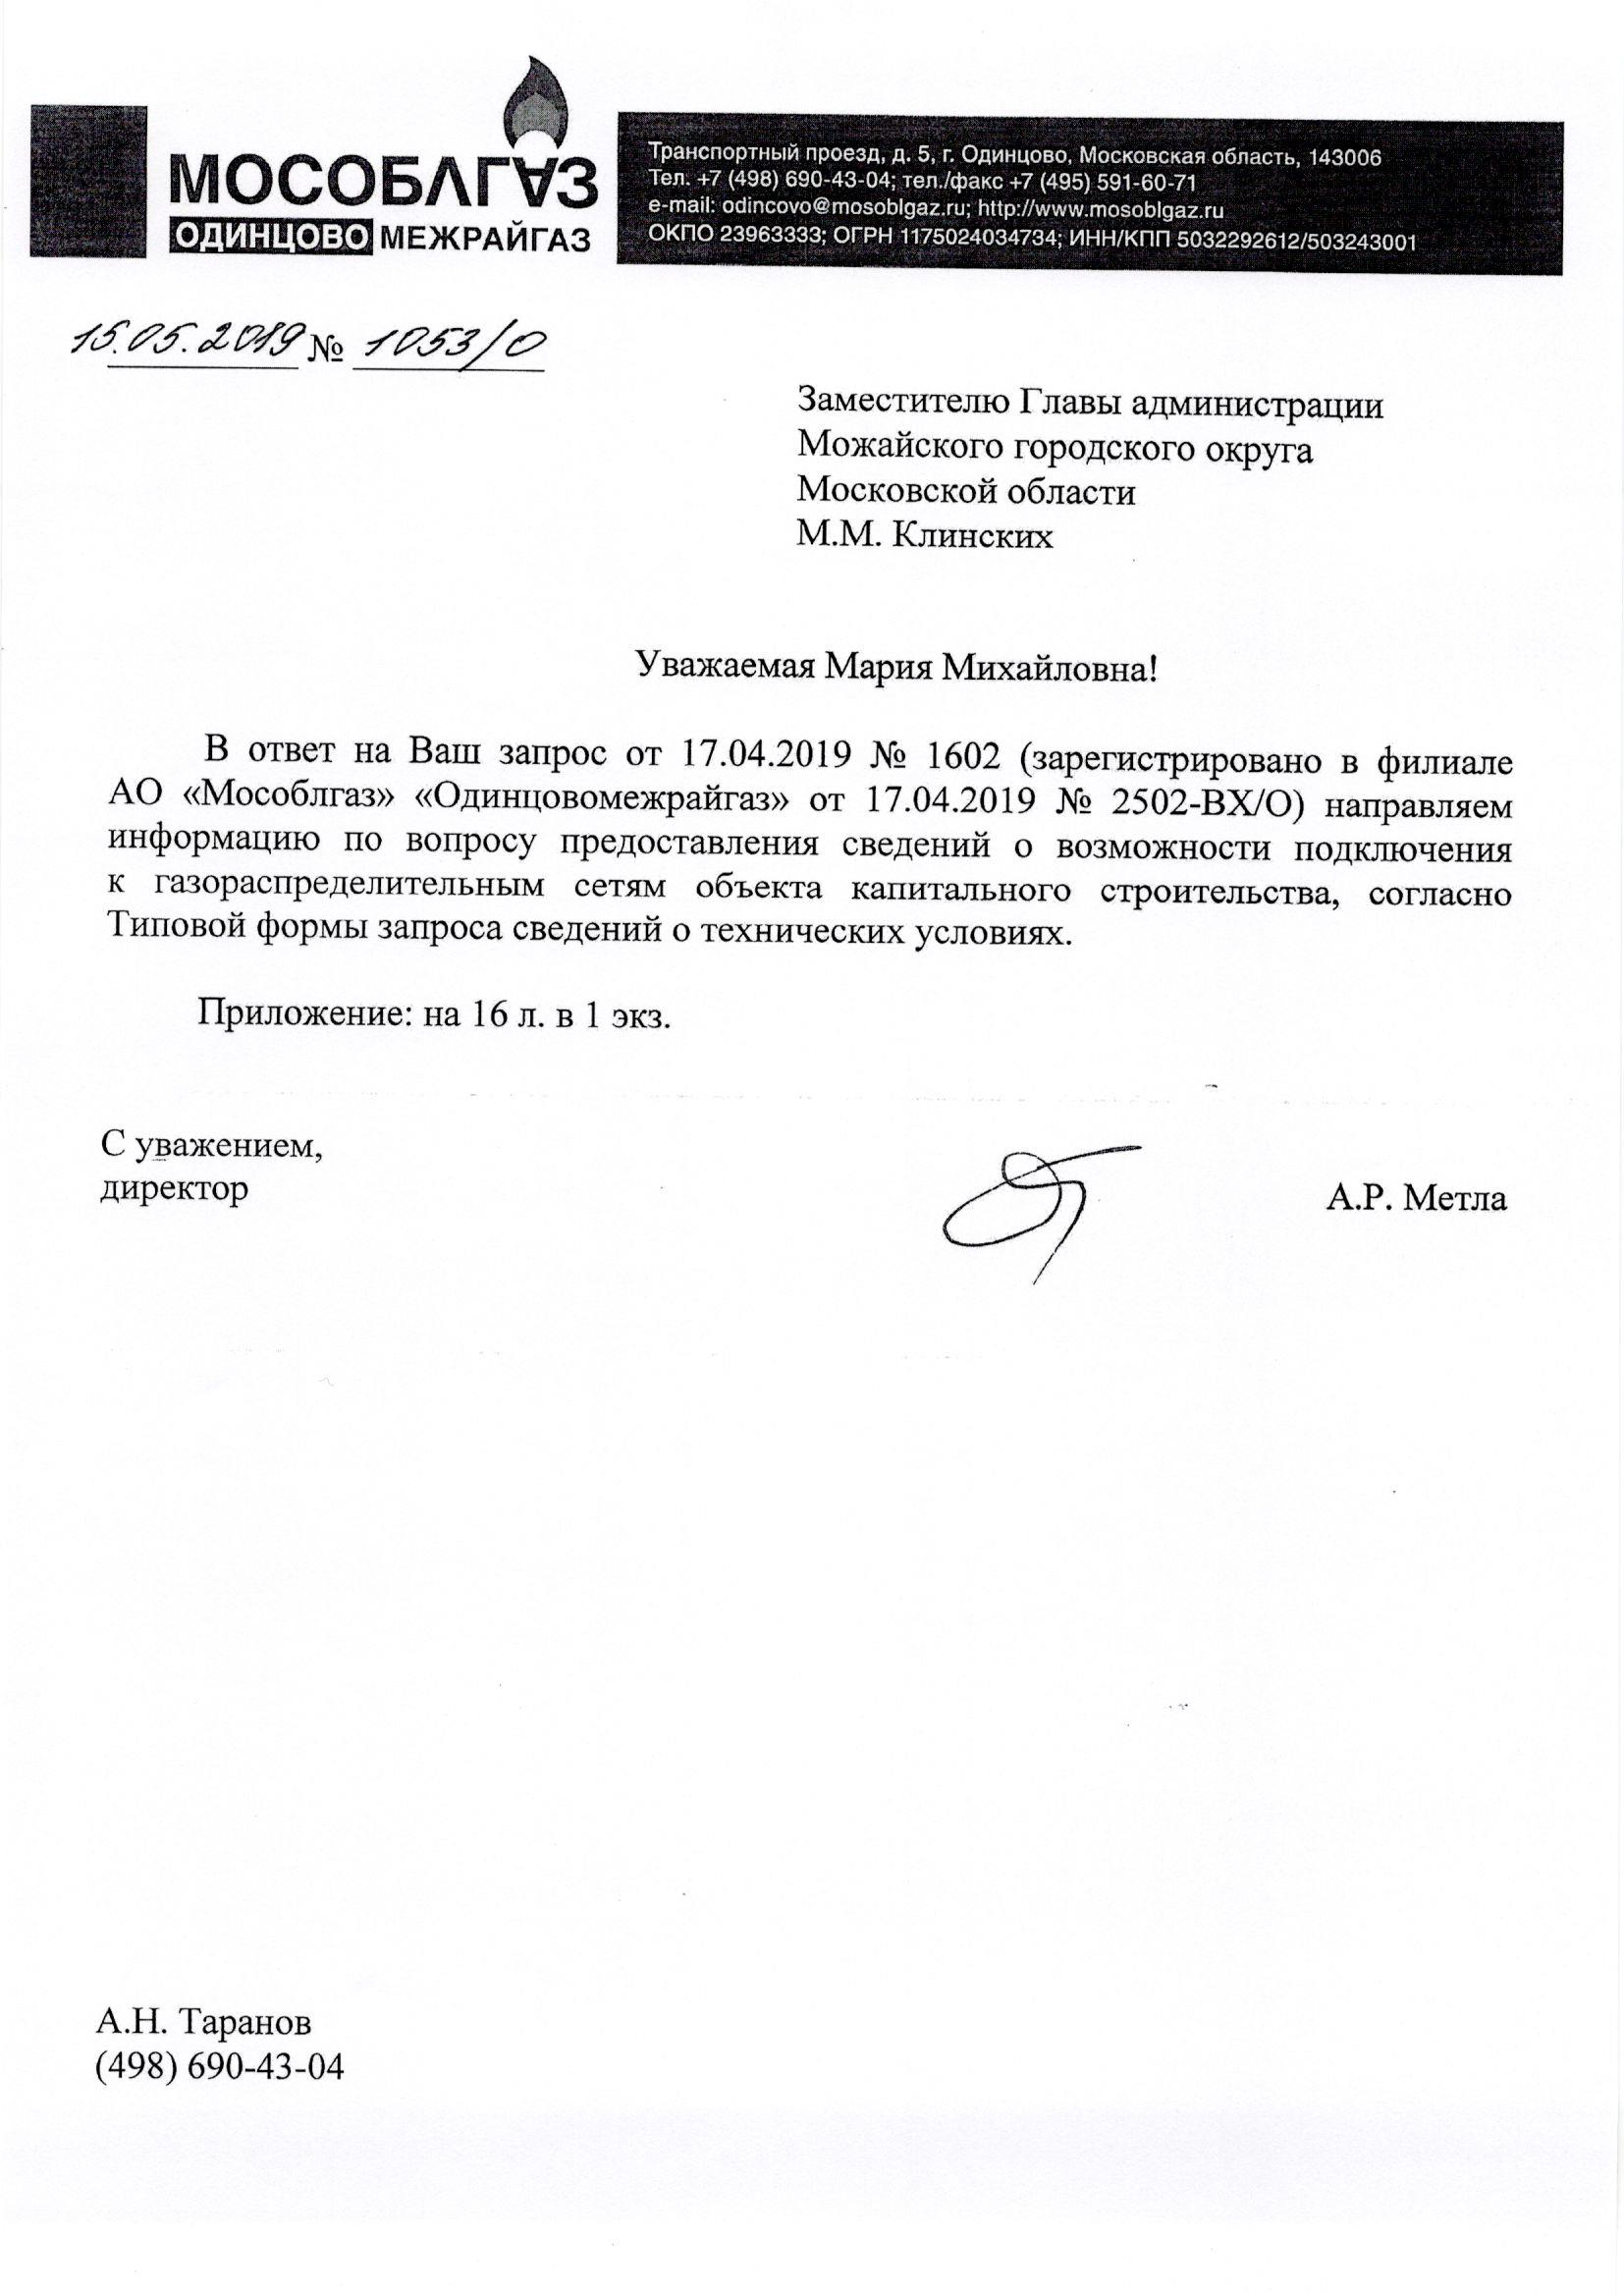 МОСОБЛГАЗ
ОДИНЦОВО МЕЖРАЙГАЗ
Транспортный проезд, д. 5, г. Одинцово, Московская область, 143006
Тел. +7 (498) 690-43-04; тел./факс +7 (495) 591-60-71
e-mail: odincovo@mosoblgaz.ru; http://www.mosoblgaz.ru
ОКПО 23963333; ОГРН 1175024034734; ИНН/КПП 5032292612/503243001
15.05.2019 № 1053/О
Заместителю Главы администрации
Можайского городского округа
Московской области
М.М. Клинских
Уважаемая Мария Михайловна!
В ответ на Ваш запрос от 17.04.2019 № 1602 (зарегистрировано в филиале
АО «Мособлгаз» «Одинцовомежрайгаз» от 17.04.2019 № 2502-ВХ/О) направляем
информацию по вопросу предоставления сведений о возможности подключения
к газораспределительным сетям объекта капитального строительства, согласно
Типовой формы запроса сведений о технических условиях.
Приложение: на 16 л. в 1 экз.
С уважением,
директор
А.Р. Метла
А.Н. Таранов
(498) 690-43-04